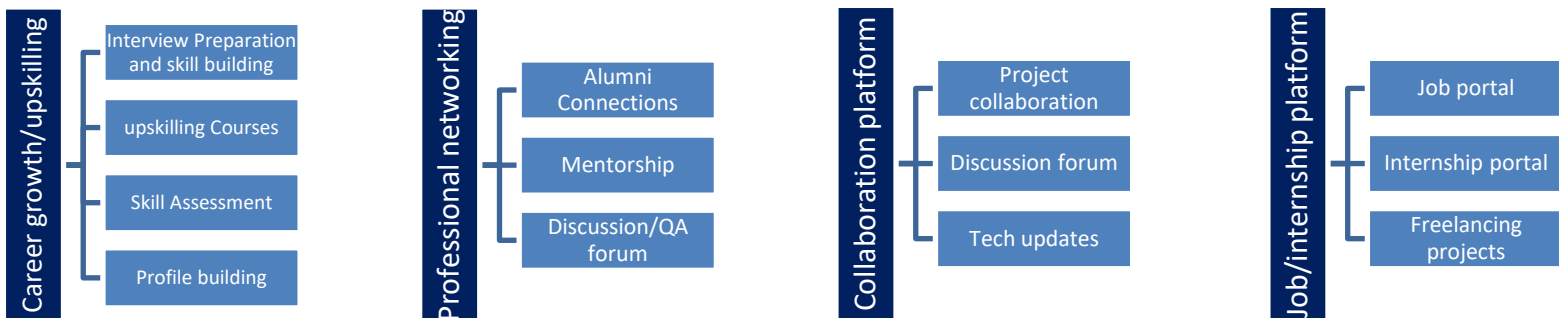 Career growth/upskilling
Interview Preparation
and skill building
upskilling Courses
Skill Assessment
Profile building
Professional networking
Alumni
Connections
Mentorship
Discussion/QA
forum
Collaboration platform
Project
collaboration
Discussion forum
Tech updates
Job/internship platform
Job portal
Internship portal
Freelancing
projects